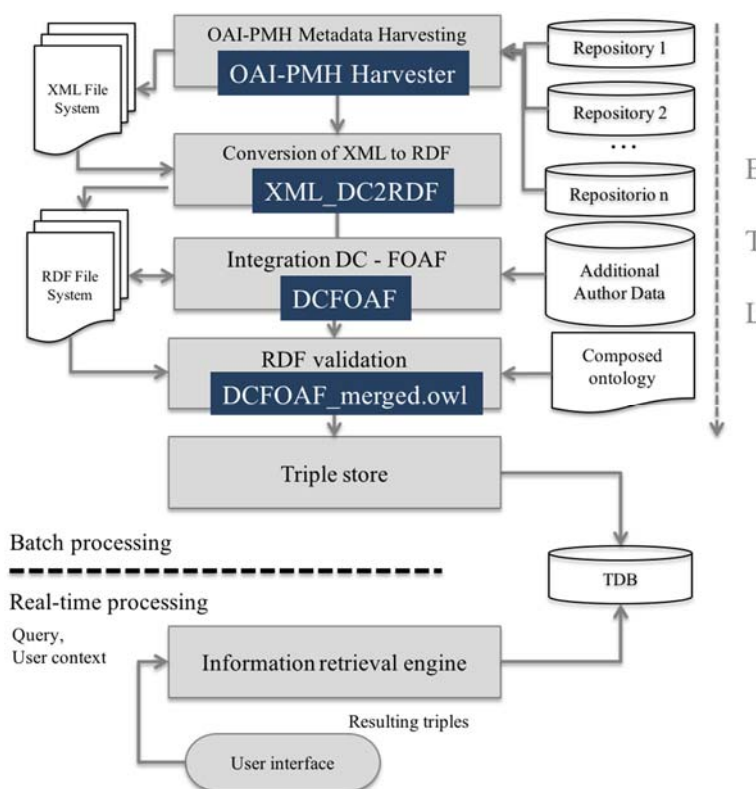 OAI-PMH Metadata Harvesting
OAI-PMH Harvester
Repository 1
XML File
System
Repository 2
...
Conversion of XML to RDF
XML_DC2RDF
Repositorio n
E
T
L
RDF File
System
Integration DC - FOAF
DCFOAF
Additional
Author Data
RDF validation
DCFOAF_merged.owl
Composed
ontology
Triple store
Batch processing
TDB
Real-time processing
Query,
User context
Information retrieval engine
Resulting triples
User interface